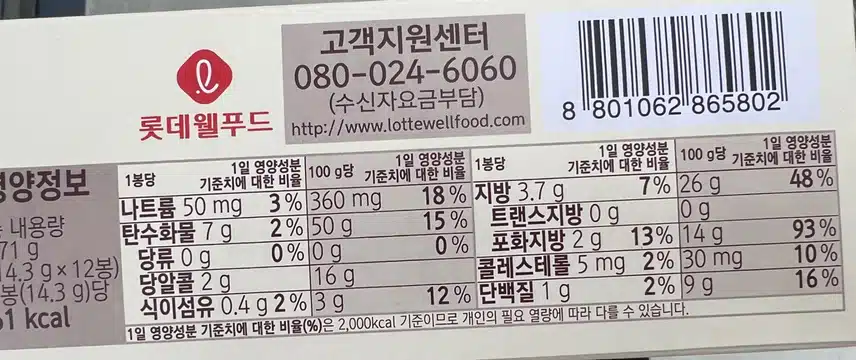 롯데웰푸드
고객지원센터
080-024-6060
(수신자요금부담)
http://www.lottewellfood.com
8 801062 865802
영양정보
내용량
71 g
14.3 g × 12봉)
봉(14.3 g)당
61 kcal
1봉당 1일 영양성분 기준치에 대한 비율 100 g당 1일 영양성분 기준치에 대한 비율
나트륨 50 mg 3% 360 mg 18%
탄수화물 7 g 2% 50 g 15%
당류 0 g 0% 0 g 0%
당알콜 2 g 16 g
식이섬유 0.4 g 2% 3 g 12%
1봉당 1일 영양성분 기준치에 대한 비율 100 g당 1일 영양성분 기준치에 대한 비율
지방 3.7 g 7% 26 g 48%
트랜스지방 0 g 0 g
포화지방 2 g 13% 14 g 93%
콜레스테롤 5 mg 2% 30 mg 10%
단백질 1 g 2% 9 g 16%
1일 영양성분 기준치에 대한 비율(%)은 2,000kcal 기준이므로 개인의 필요 열량에 따라 다를 수 있습니다.